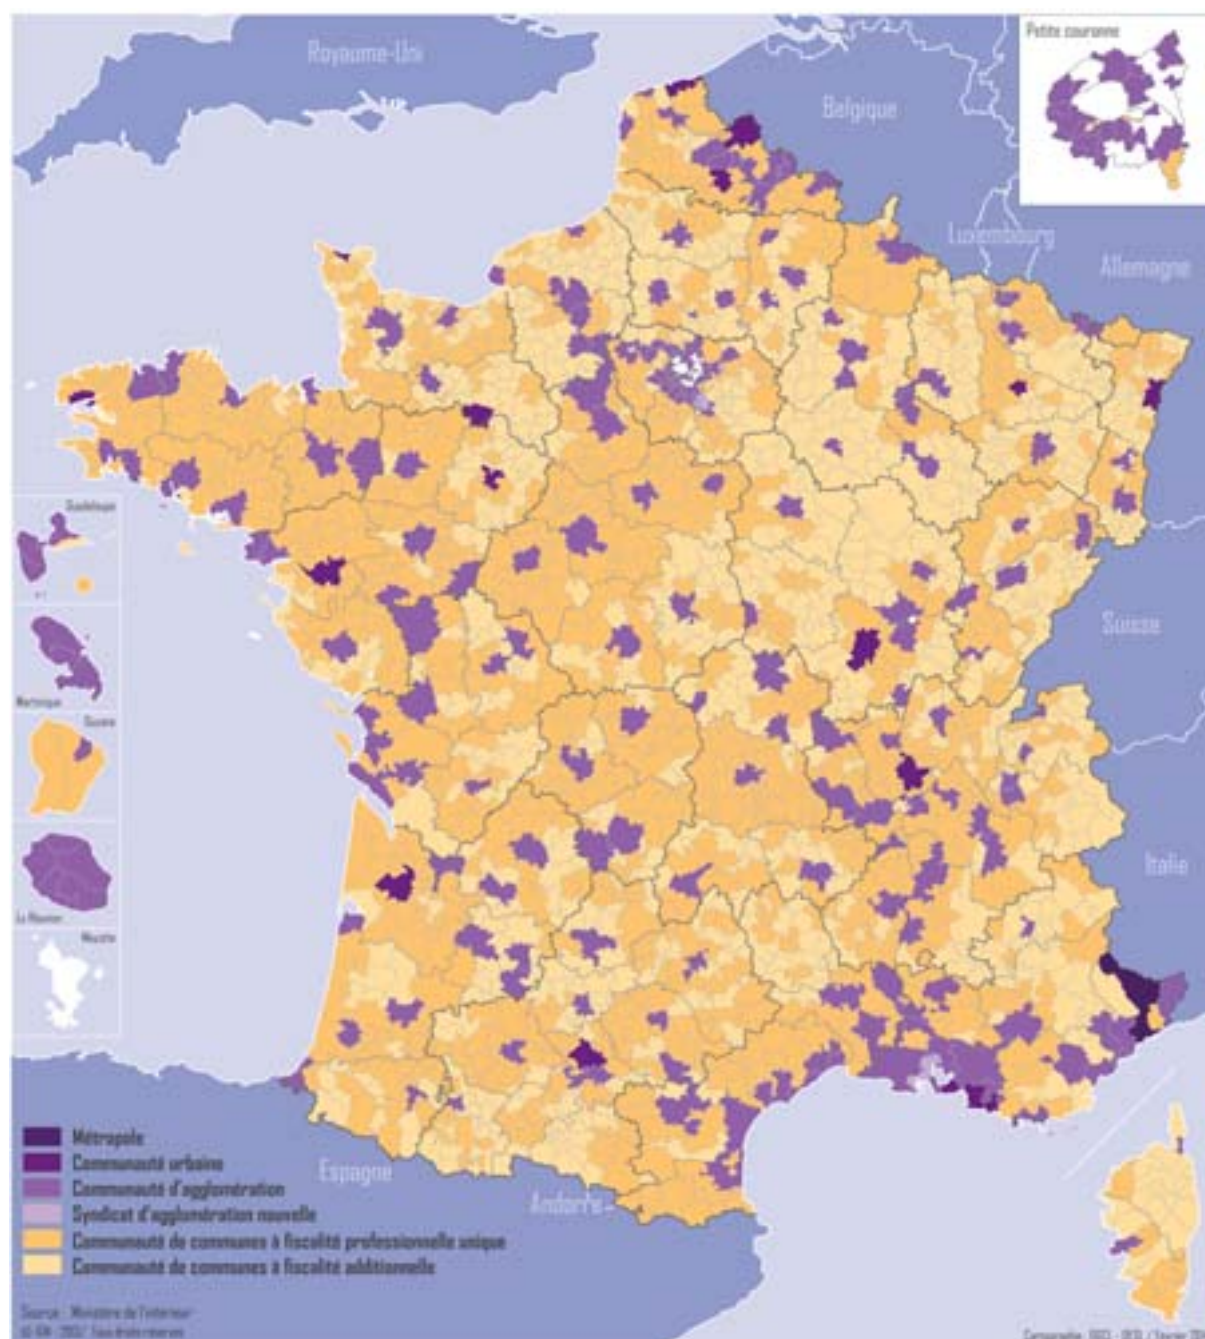 Royaume-Uni
Petite couronne
Belgique
Luxembourg
Allemagne
Guadeloupe
Suisse
Martinique
Guyane
Italie
La Réunion
Mayotte
Métropole
Communauté urbaine
Communauté d'agglomération
Syndicat d'agglomération nouvelle
Communauté de communes à fiscalité professionnelle unique
Communauté de communes à fiscalité additionnelle
Espagne
Andorre
Source : Ministère de l'intérieur